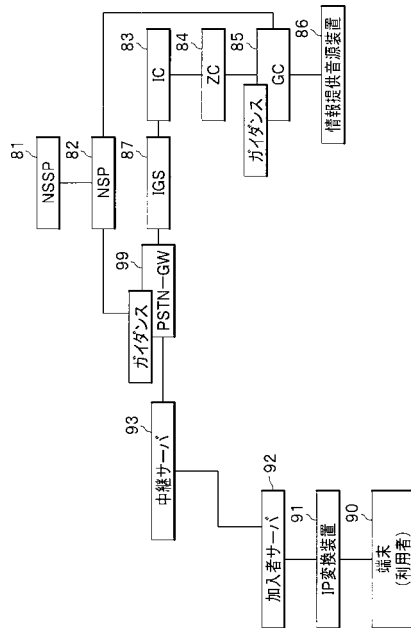 81
NSSP
82
NSP
83
IC
84
ZC
85
GC
ガイダンス
86
情報提供音源装置
87
IGS
99
PSTN−GW
ガイダンス
93
中継サーバ
92
加入者サーバ
91
IP変換装置
90
端末
(利用者)